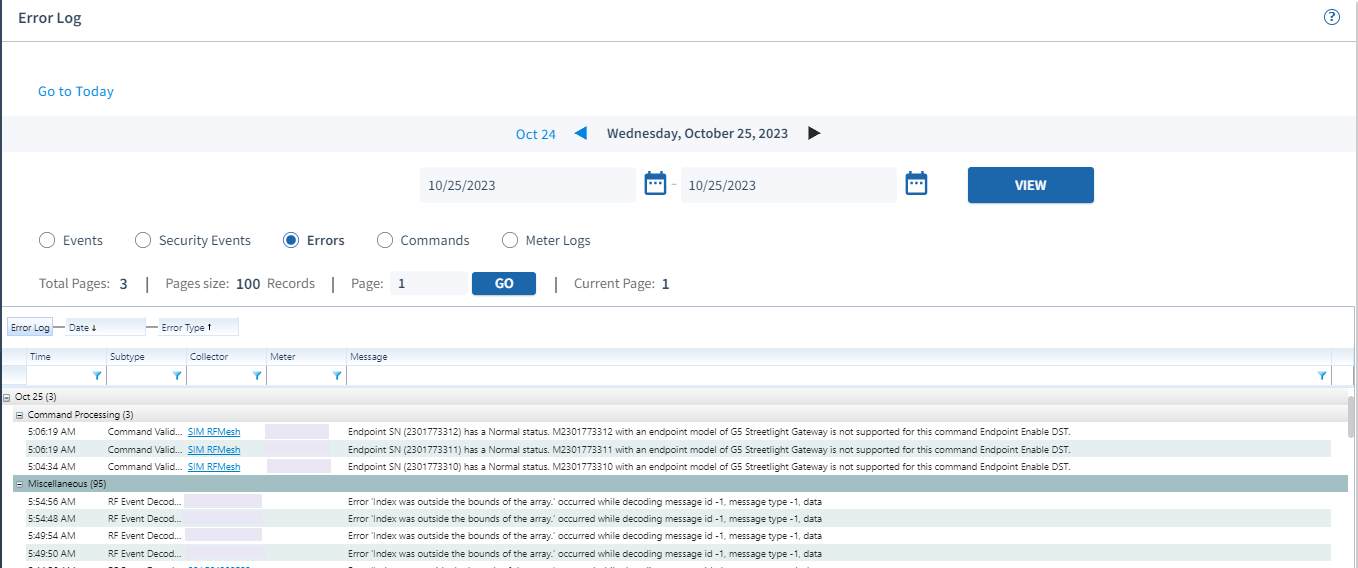 Error Log
?
Go to Today
Oct 24 Wednesday, October 25, 2023
10/25/2023 - 10/25/2023 VIEW
Events Security Events Errors Commands Meter Logs
Total Pages: 3 | Pages size: 100 Records | Page: 1 GO | Current Page: 1
Error Log Date ↓ Error Type ↑
Time Subtype Collector Meter Message
Oct 25 (3)
Command Processing (3)
5:06:19 AM Command Valid... SIM RFMesh Endpoint SN (2301773312) has a Normal status. M2301773312 with an endpoint model of G5 Streetlight Gateway is not supported for this command Endpoint Enable DST.
5:06:19 AM Command Valid... SIM RFMesh Endpoint SN (2301773311) has a Normal status. M2301773311 with an endpoint model of G5 Streetlight Gateway is not supported for this command Endpoint Enable DST.
5:04:34 AM Command Valid... SIM RFMesh Endpoint SN (2301773310) has a Normal status. M2301773310 with an endpoint model of G5 Streetlight Gateway is not supported for this command Endpoint Enable DST.
Miscellaneous (95)
5:54:56 AM RF Event Decod... Error 'Index was outside the bounds of the array.' occurred while decoding message id -1, message type -1, data
5:54:48 AM RF Event Decod... Error 'Index was outside the bounds of the array.' occurred while decoding message id -1, message type -1, data
5:49:54 AM RF Event Decod... Error 'Index was outside the bounds of the array.' occurred while decoding message id -1, message type -1, data
5:49:50 AM RF Event Decod... Error 'Index was outside the bounds of the array.' occurred while decoding message id -1, message type -1, data